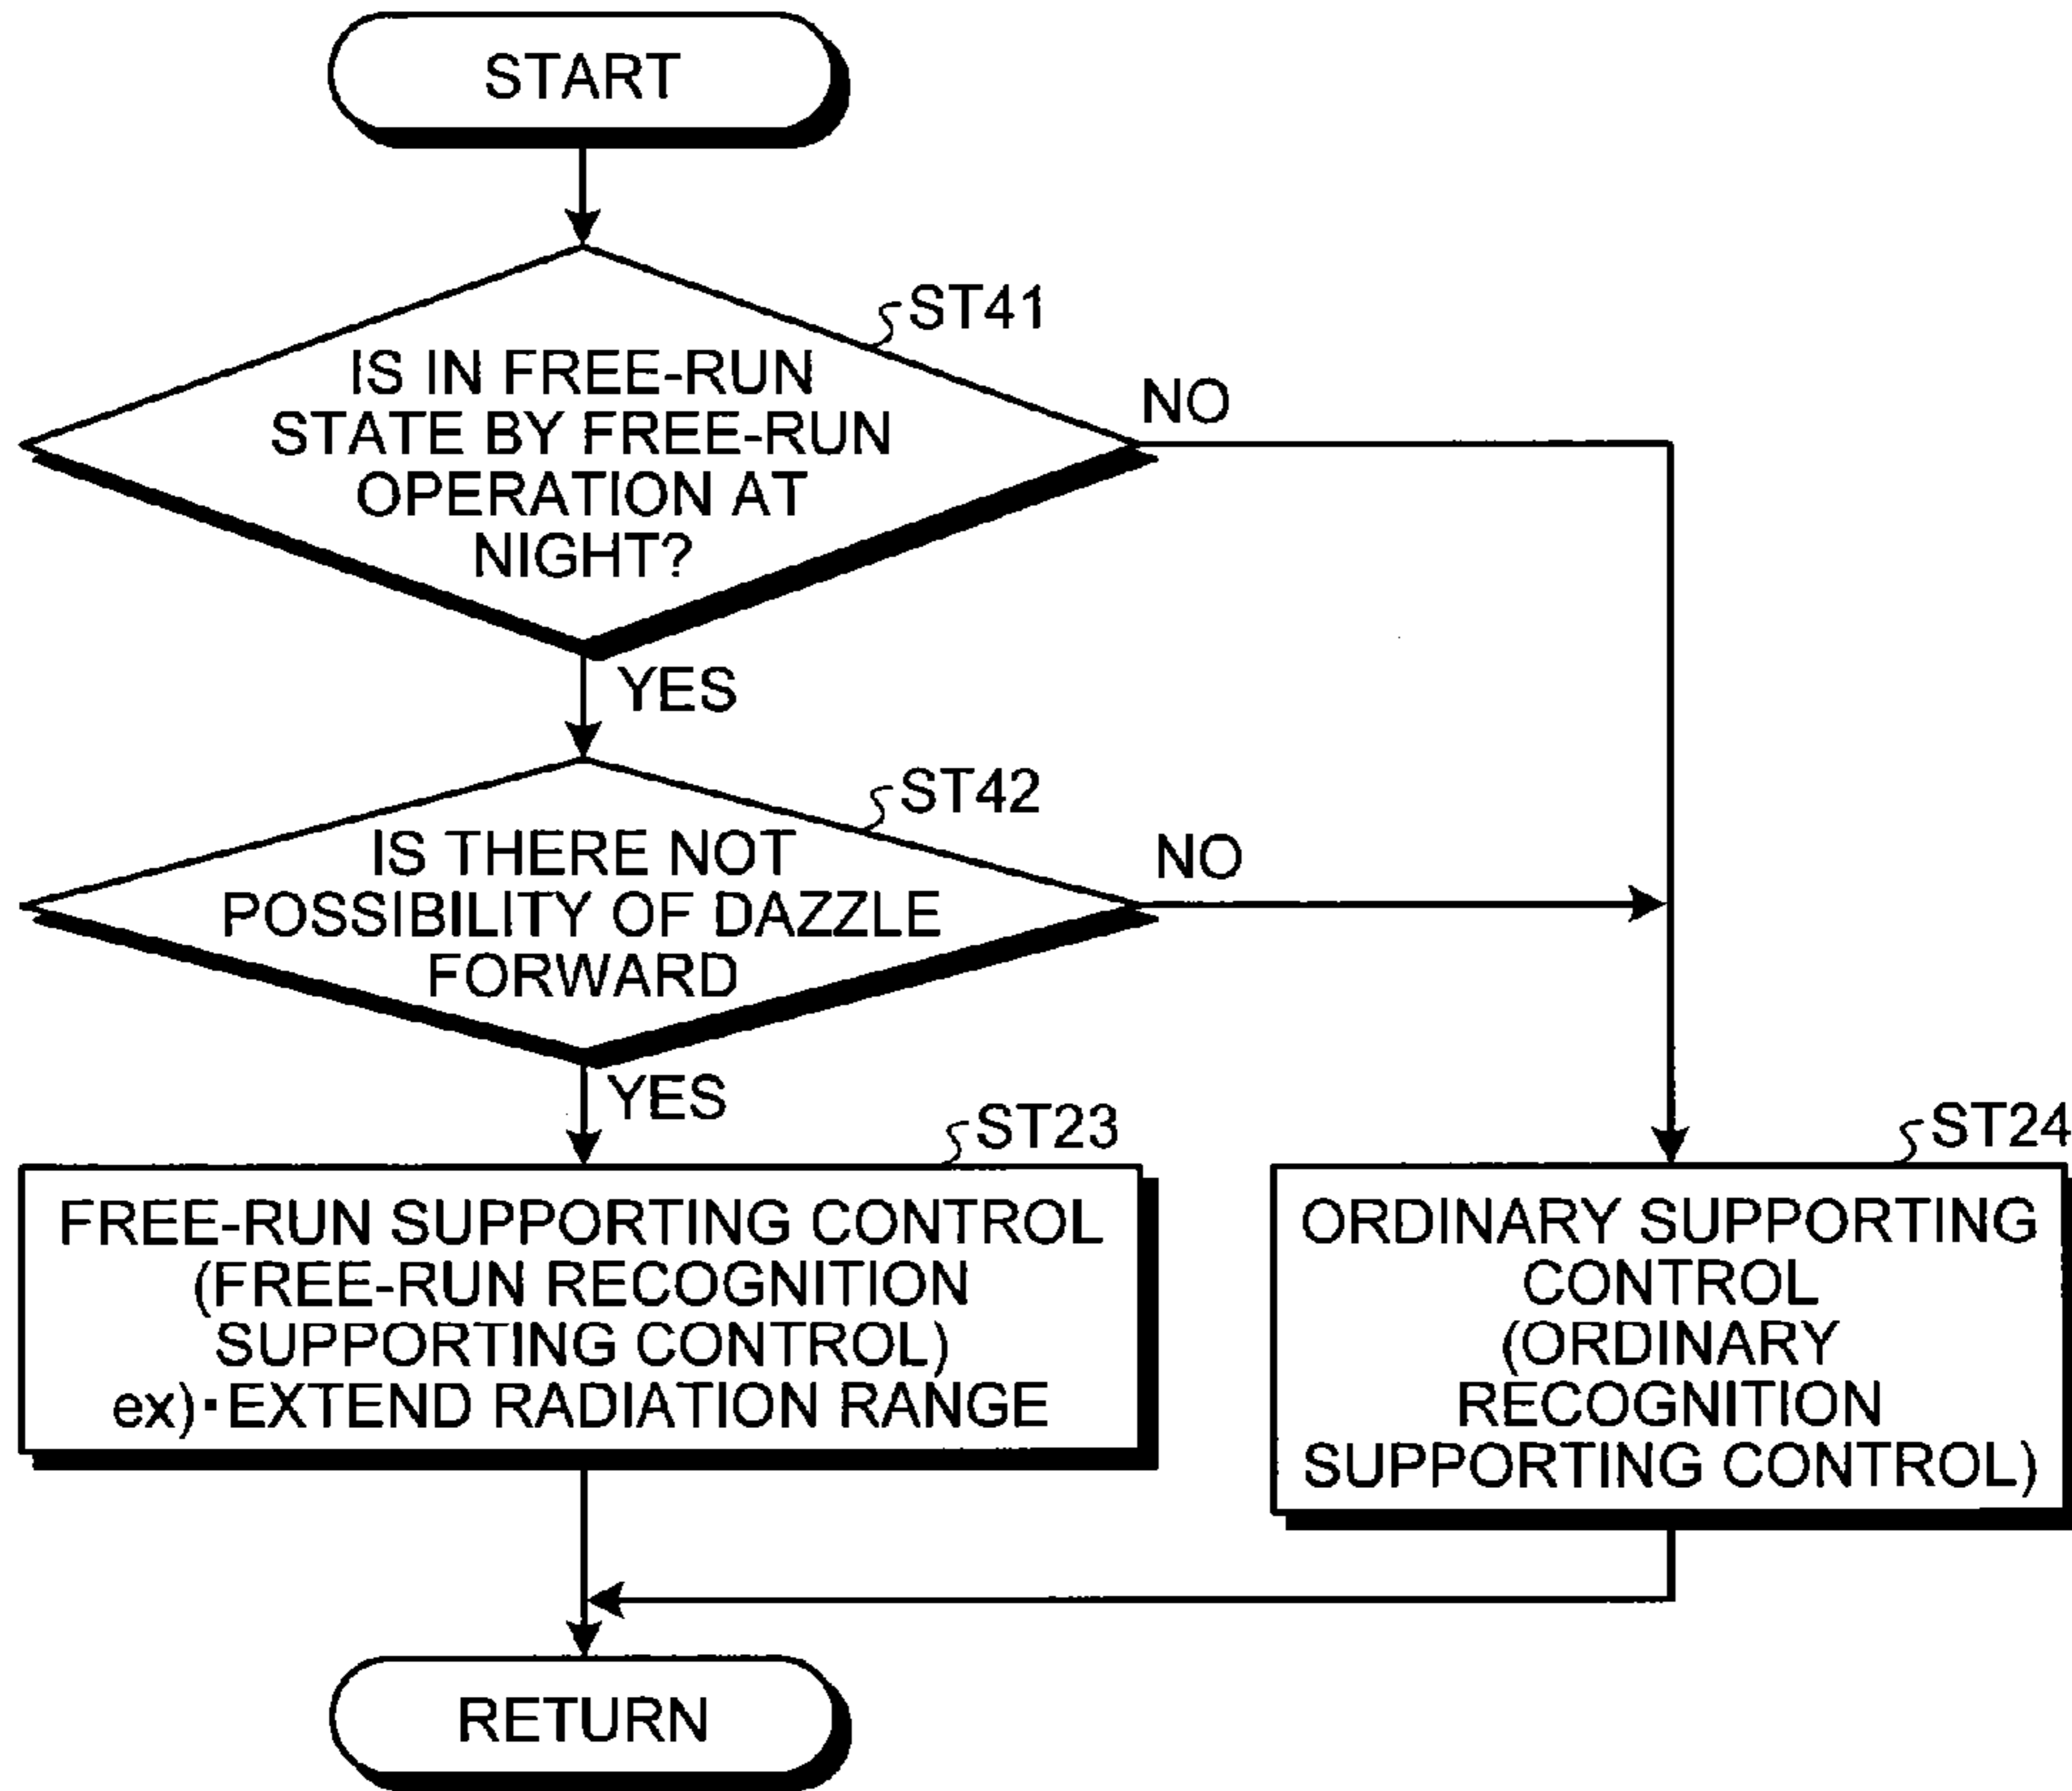 START
ST41
IS IN FREE-RUN
STATE BY FREE-RUN
OPERATION AT
NIGHT?
NO
YES
ST42
IS THERE NOT
POSSIBILITY OF DAZZLE
FORWARD
NO
YES
ST23
FREE-RUN SUPPORTING CONTROL
(FREE-RUN RECOGNITION
SUPPORTING CONTROL)
ex)・EXTEND RADIATION RANGE
ST24
ORDINARY SUPPORTING
CONTROL
(ORDINARY
RECOGNITION
SUPPORTING CONTROL)
RETURN